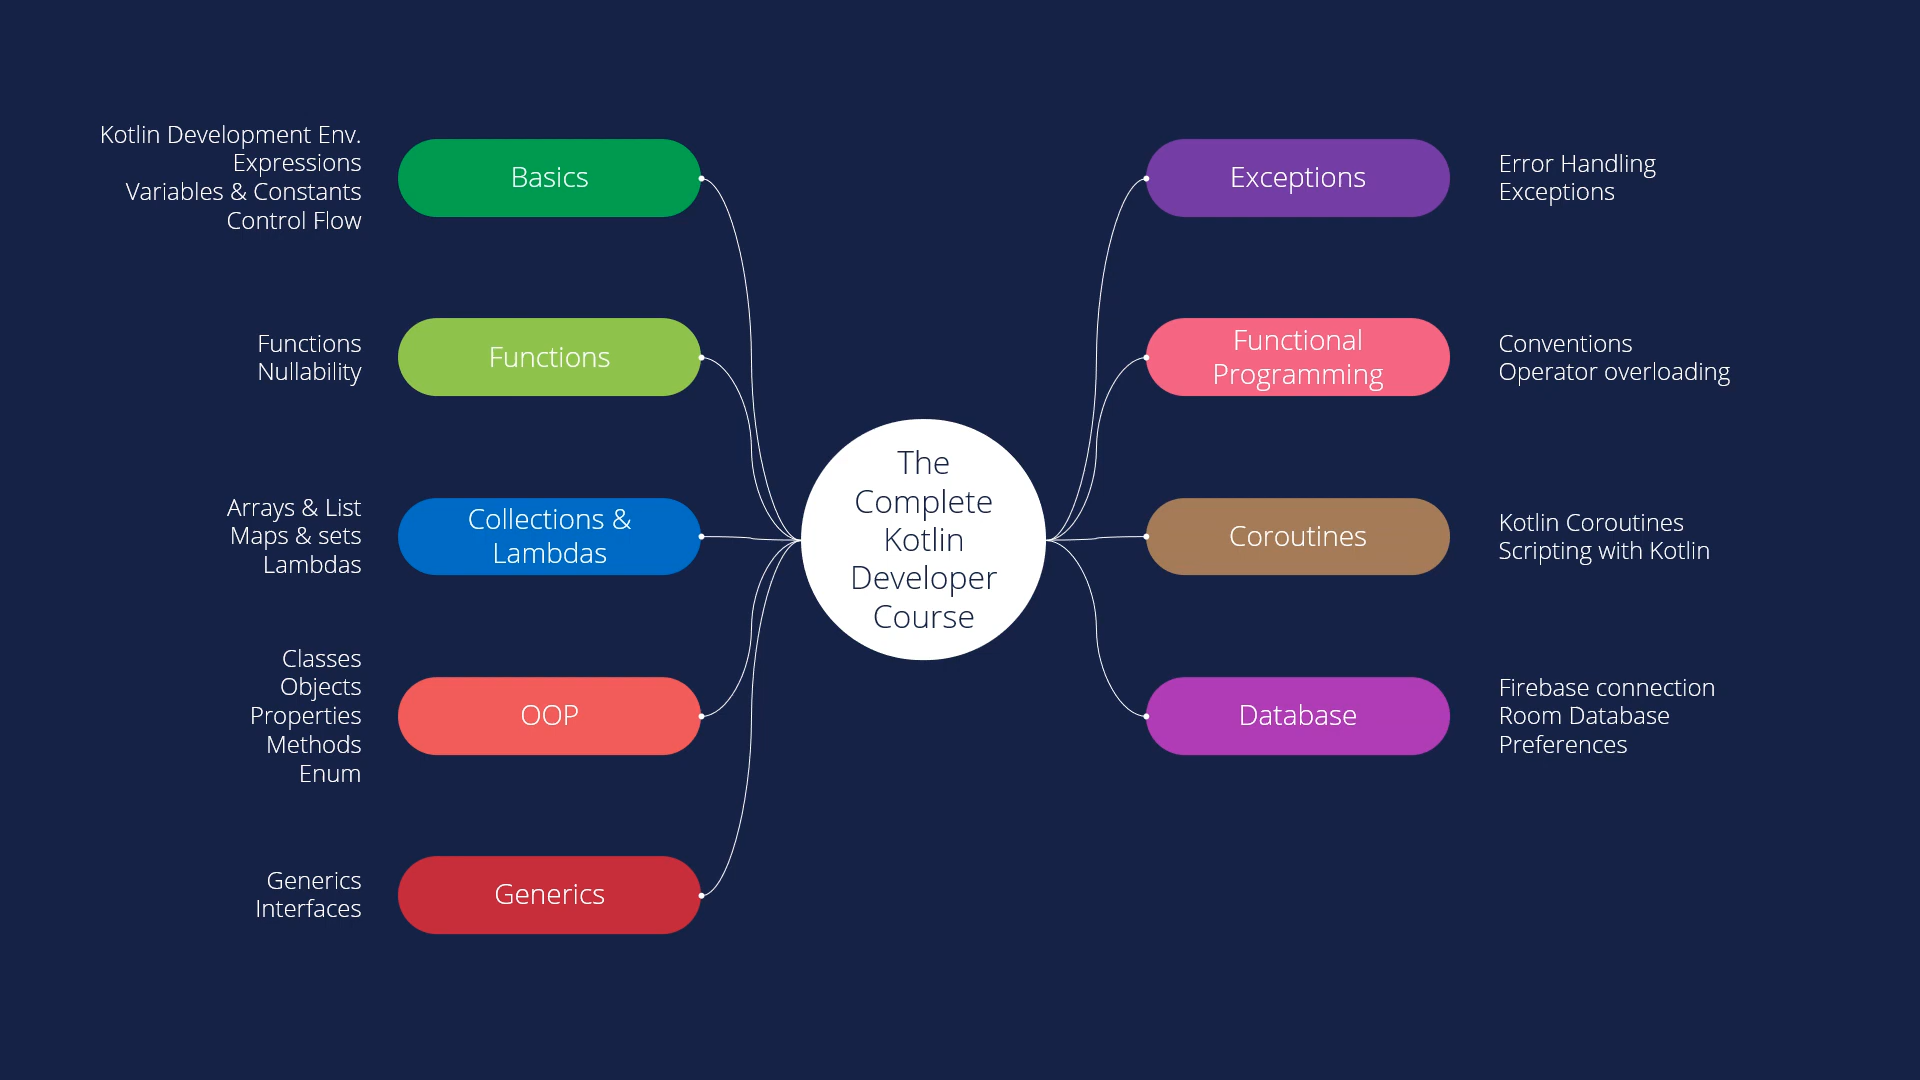 Kotlin Development Env.
Expressions
Variables & Constants
Control Flow
Basics
Functions
Nullability
Functions
Arrays & List
Maps & sets
Lambdas
Collections &
Lambdas
Classes
Objects
Properties
Methods
Enum
OOP
Generics
Interfaces
Generics
The
Complete
Kotlin
Developer
Course
Exceptions
Error Handling
Exceptions
Functional
Programming
Conventions
Operator overloading
Coroutines
Kotlin Coroutines
Scripting with Kotlin
Database
Firebase connection
Room Database
Preferences